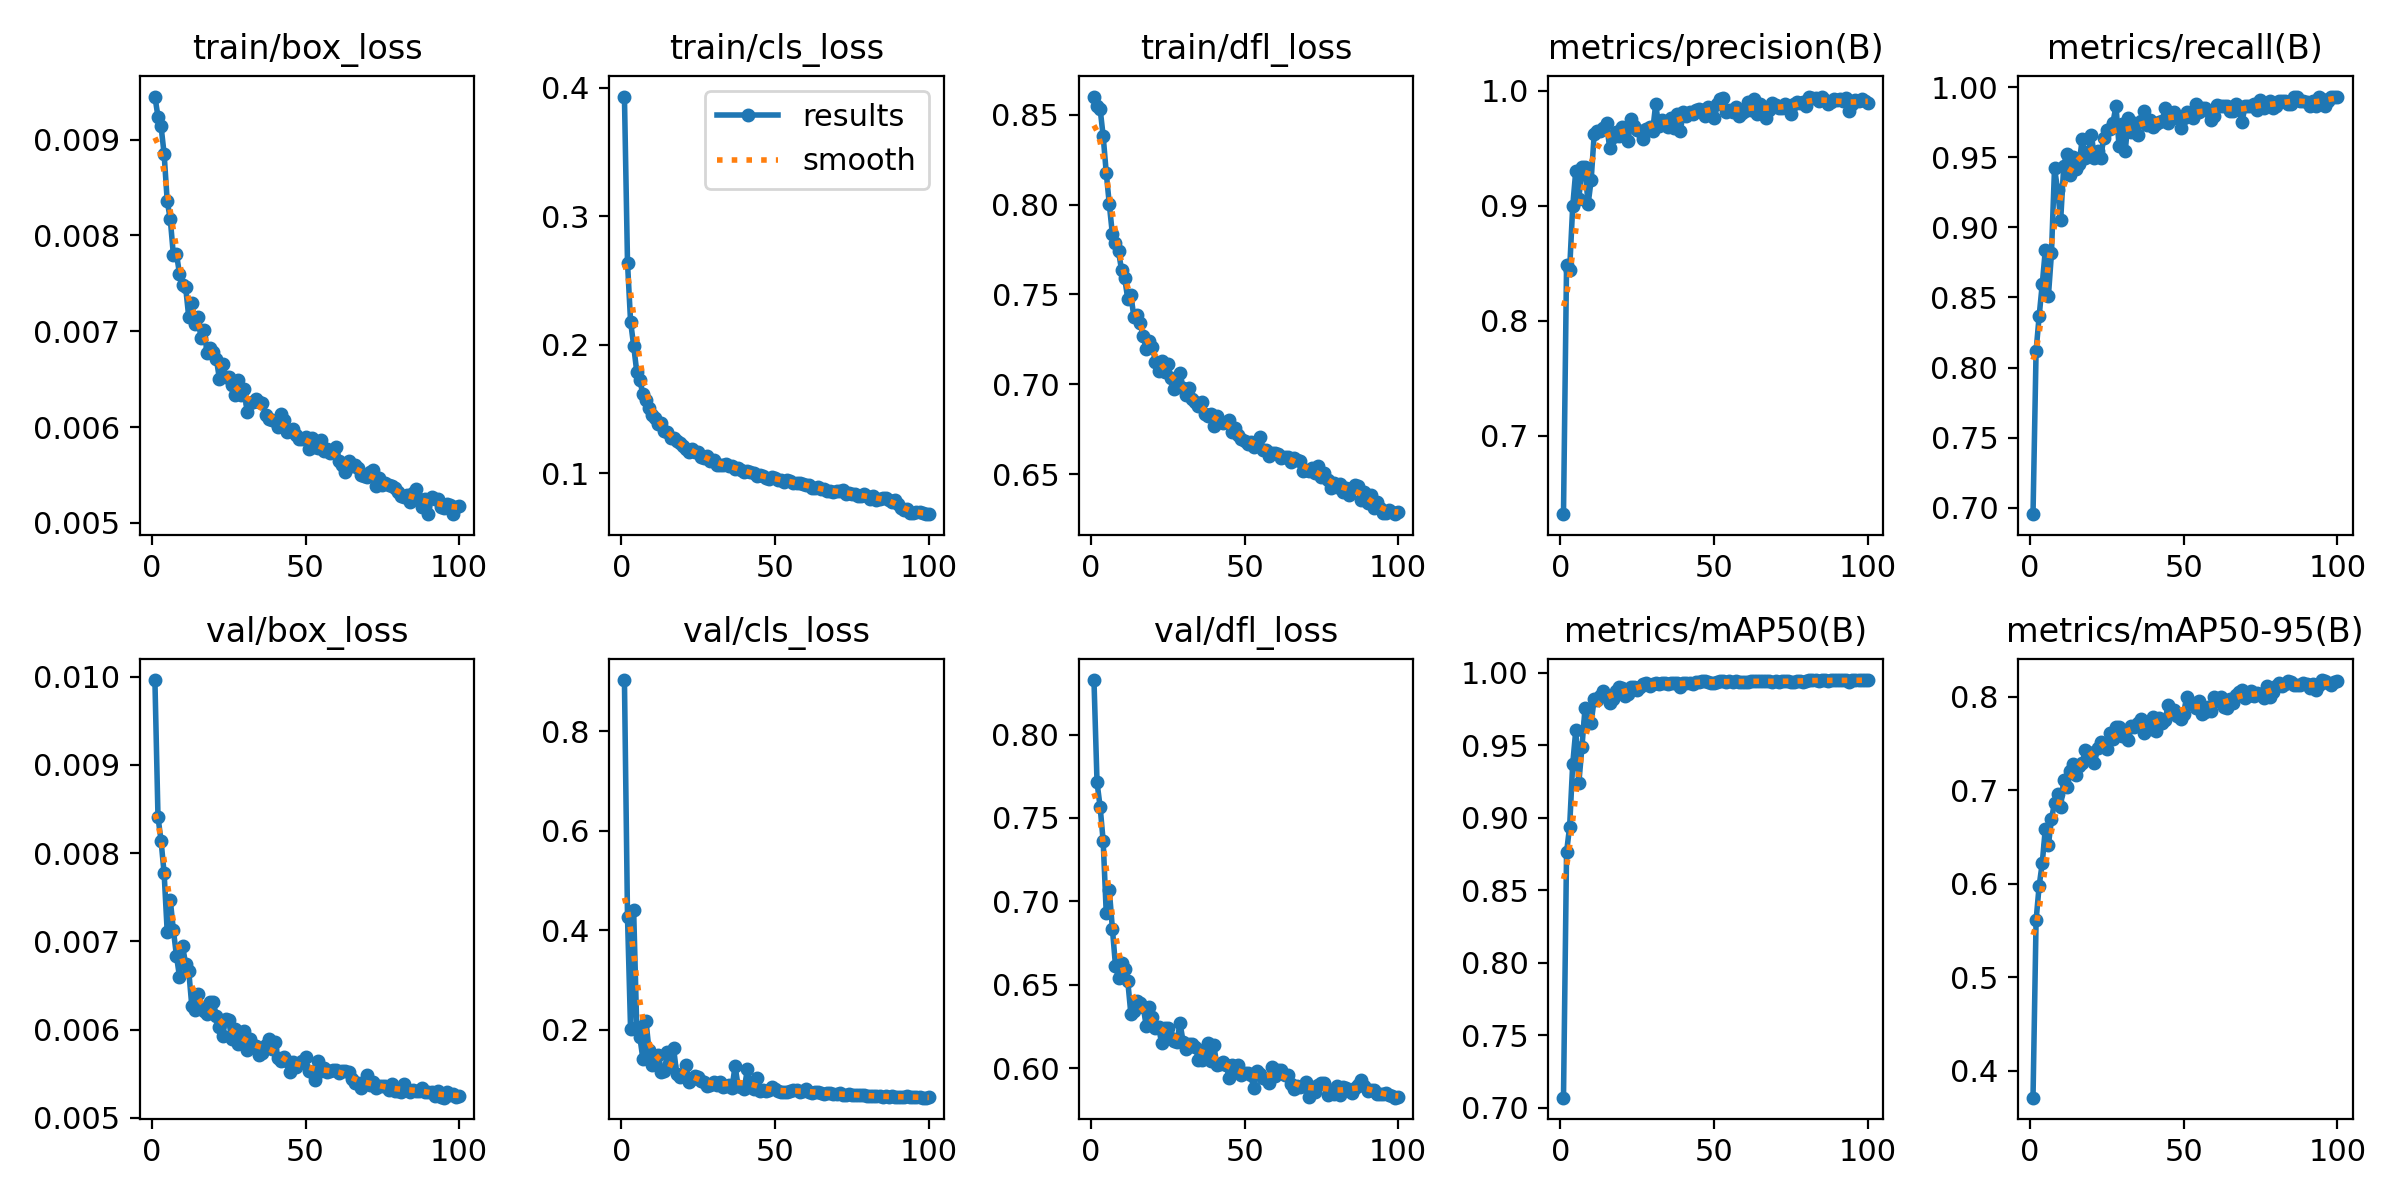 train/box_loss
0.009
0.008
0.007
0.006
0.005
0 50 100
train/cls_loss
results
smooth
0.4
0.3
0.2
0.1
0 50 100
train/dfl_loss
0.85
0.80
0.75
0.70
0.65
0 50 100
metrics/precision(B)
1.0
0.9
0.8
0.7
0 50 100
metrics/recall(B)
1.00
0.95
0.90
0.85
0.80
0.75
0.70
0 50 100
val/box_loss
0.010
0.009
0.008
0.007
0.006
0.005
0 50 100
val/cls_loss
0.8
0.6
0.4
0.2
0 50 100
val/dfl_loss
0.80
0.75
0.70
0.65
0.60
0 50 100
metrics/mAP50(B)
1.00
0.95
0.90
0.85
0.80
0.75
0.70
0 50 100
metrics/mAP50-95(B)
0.8
0.7
0.6
0.5
0.4
0 50 100